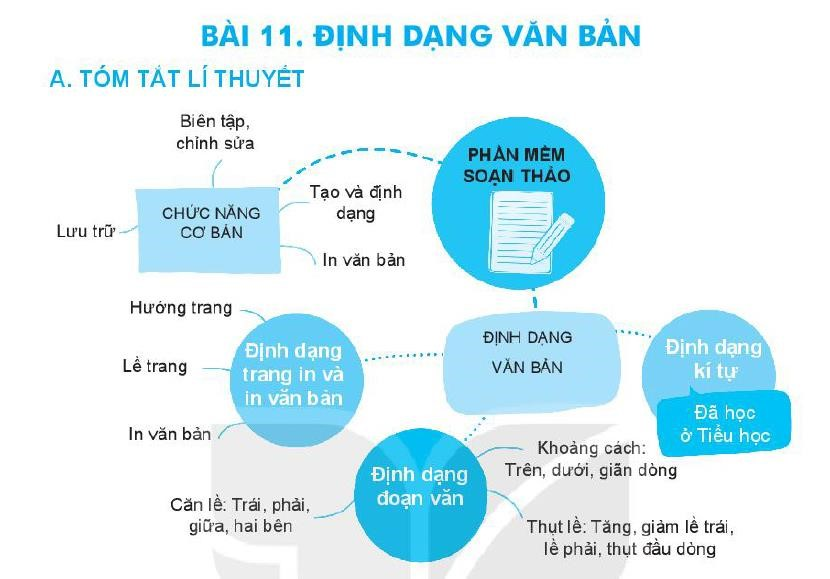 BÀI 11. ĐỊNH DẠNG VĂN BẢN
A. TÓM TẮT LÍ THUYẾT
Biên tập,
chỉnh sửa
PHẦN MỀM
SOẠN THẢO
CHỨC NĂNG
CƠ BẢN
Tạo và định
dạng
Lưu trữ
In văn bản
Hướng trang
Lề trang
In văn bản
Định dạng
trang in và
in văn bản
ĐỊNH DẠNG
VĂN BẢN
Định dạng
kí tự
Đã học
ở Tiểu học
Định dạng
đoạn văn
Khoảng cách:
Trên, dưới, giãn dòng
Căn lề: Trái, phải,
giữa, hai bên
Thụt lề: Tăng, giảm lề trái,
lề phải, thụt đầu dòng